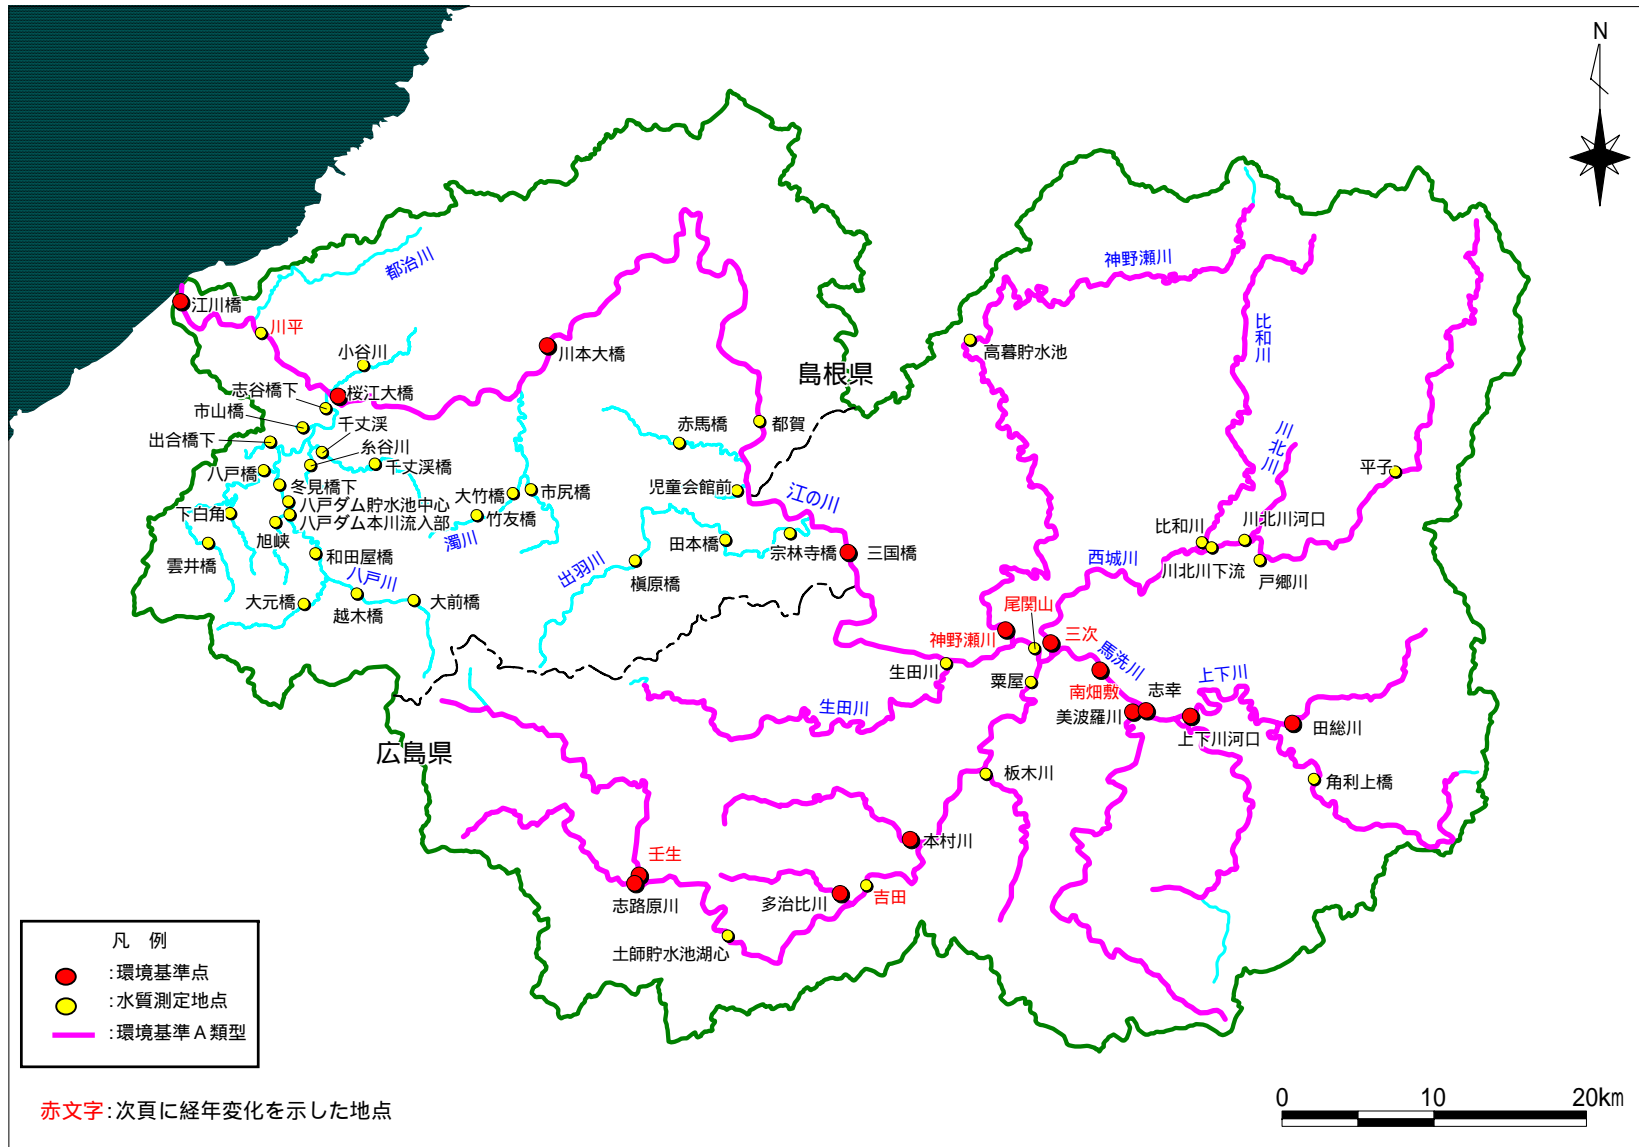 N
都治川
神野瀬川
江川橋
川平
比和川
小谷川
川本大橋
高暮貯水池
島根県
志谷橋下
桜江大橋
市山橋
千丈渓
赤馬橋
都賀
川北川
出合橋下
糸谷川
八戸橋
千丈渓橋
平子
冬見橋下
大竹橋
市尻橋
児童会館前
江の川
八戸ダム貯水池中心
下白角
八戸ダム本川流入部
竹友橋
旭峡
濁川
田本橋
宗林寺橋
三国橋
比和川
川北川河口
雲井橋
和田屋橋
出羽川
槇原橋
西城川
川北川下流
戸郷川
八戸川
大元橋
越木橋
大前橋
尾関山
神野瀬川
三次
馬洗川
生田川
粟屋
南畑敷
上下川
志幸
生田川
美波羅川
上下川河口
田総川
広島県
板木川
角利上橋
本村川
壬生
志路原川
多治比川
吉田
土師貯水池湖心
凡 例
:環境基準点
:水質測定地点
:環境基準A類型
赤文字:次頁に経年変化を示した地点
0 10 20km